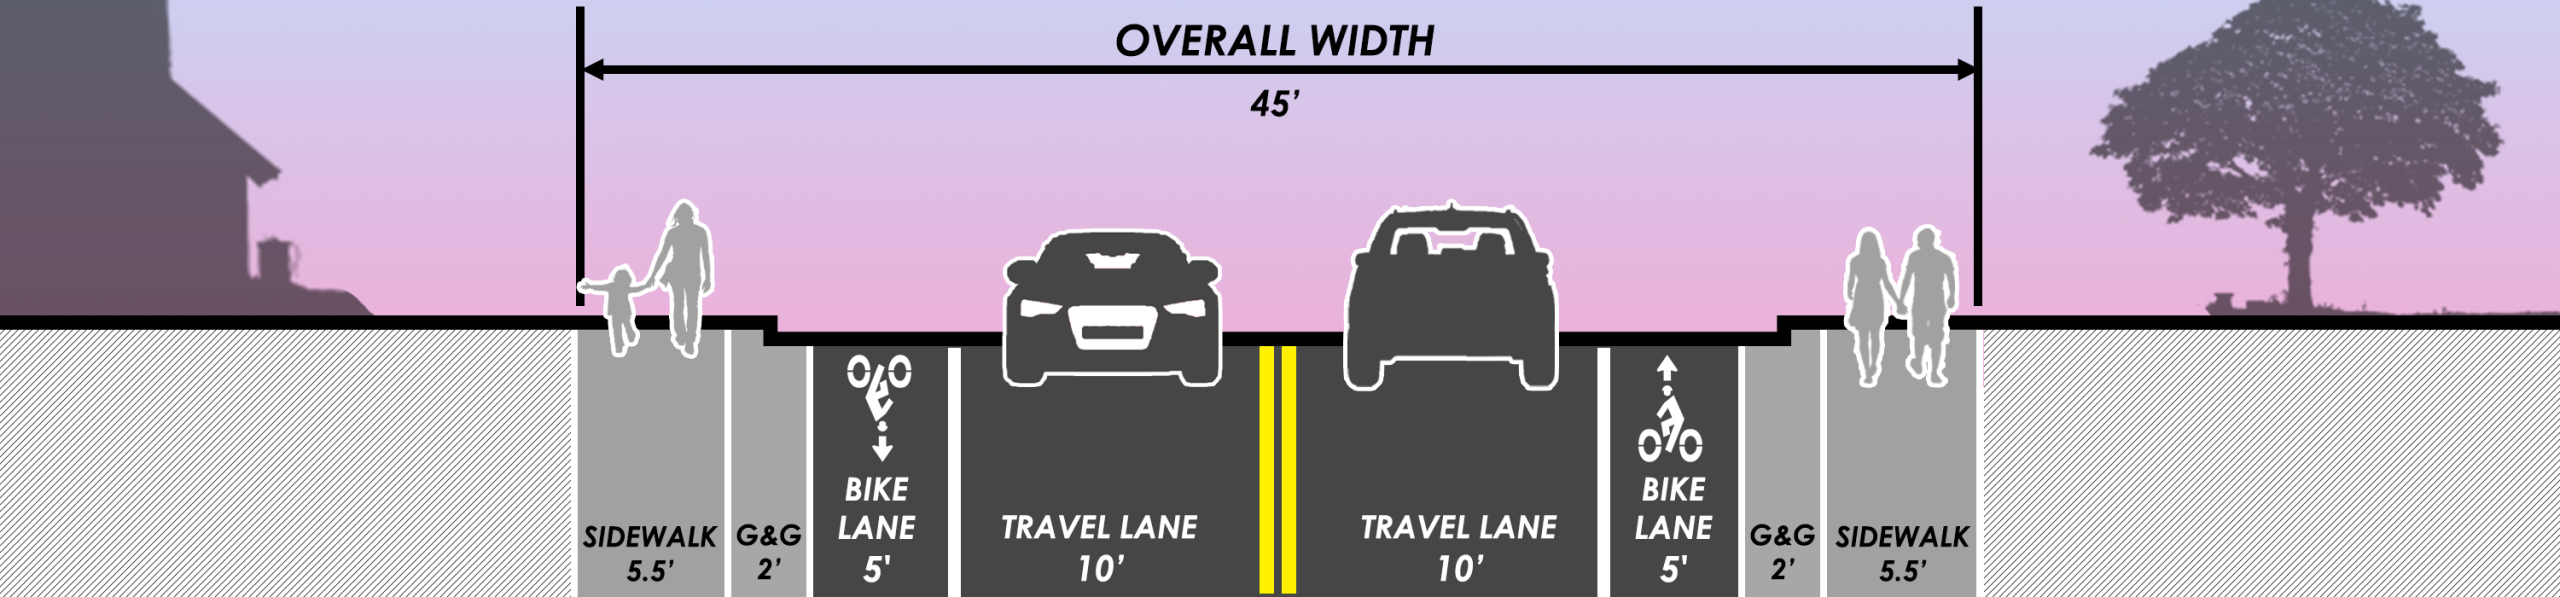 OVERALL WIDTH
45’
SIDEWALK
5.5’
G&G
2’
BIKE
LANE
5'
TRAVEL LANE
10’
TRAVEL LANE
10’
BIKE
LANE
5'
G&G
2’
SIDEWALK
5.5’